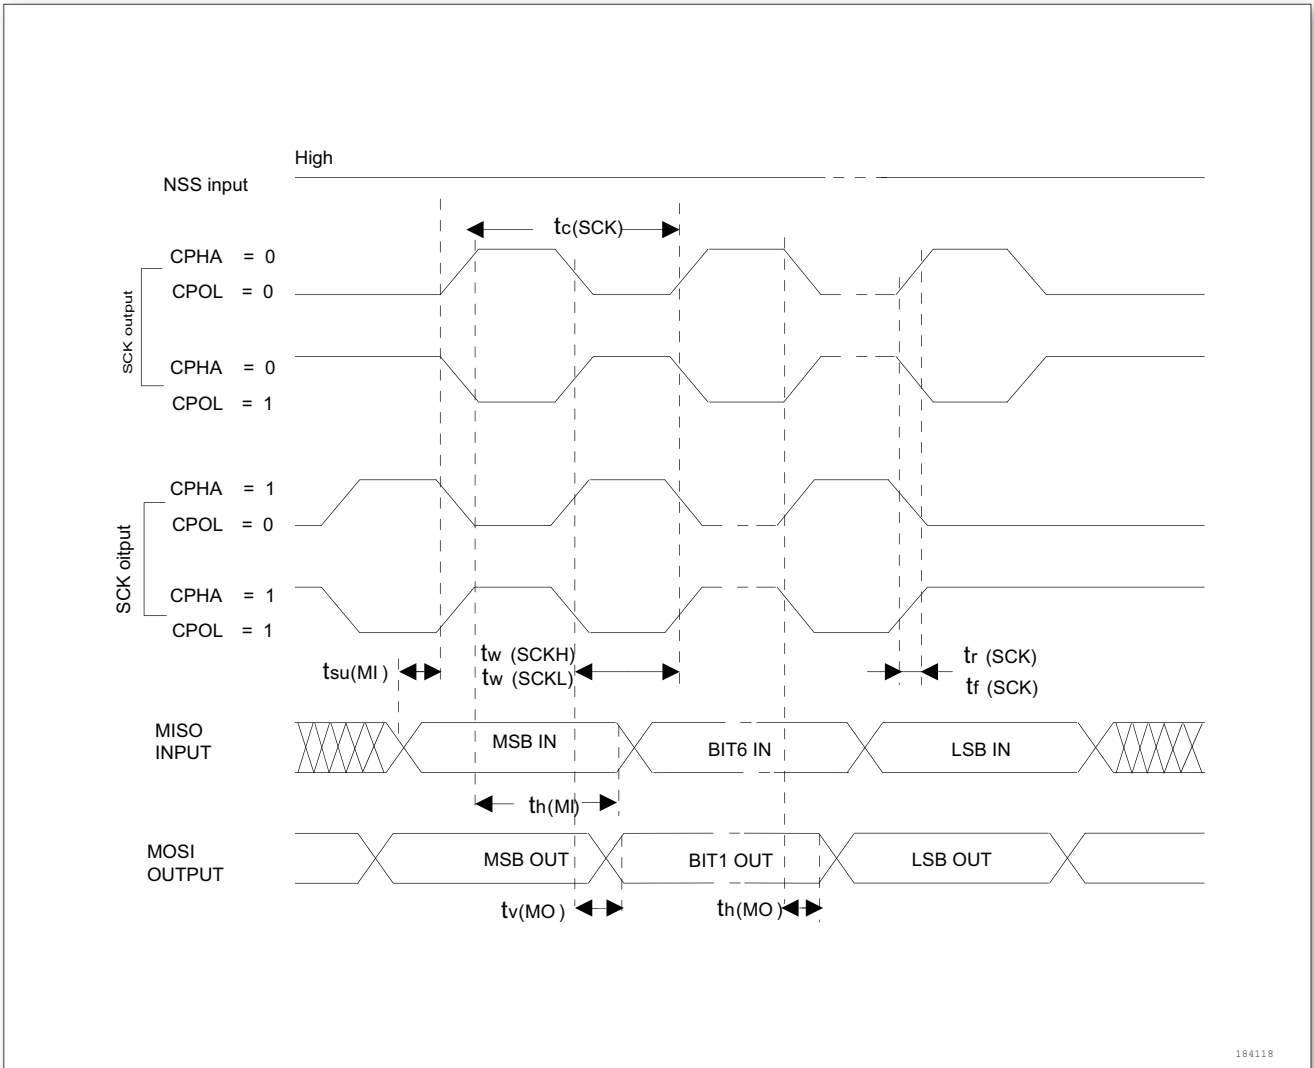 High
NSS input
tc(SCK)
CPHA = 0
CPOL = 0
SCK output
CPHA = 0
CPOL = 1
CPHA = 1
CPOL = 0
SCK oitput
CPHA = 1
CPOL = 1
tsu(MI )
tw (SCKH)
tw (SCKL)
tr (SCK)
tf (SCK)
MISO
INPUT
MSB IN
BIT6 IN
LSB IN
th(MI)
MOSI
OUTPUT
MSB OUT
BIT1 OUT
LSB OUT
tv(MO )
th(MO )
184118